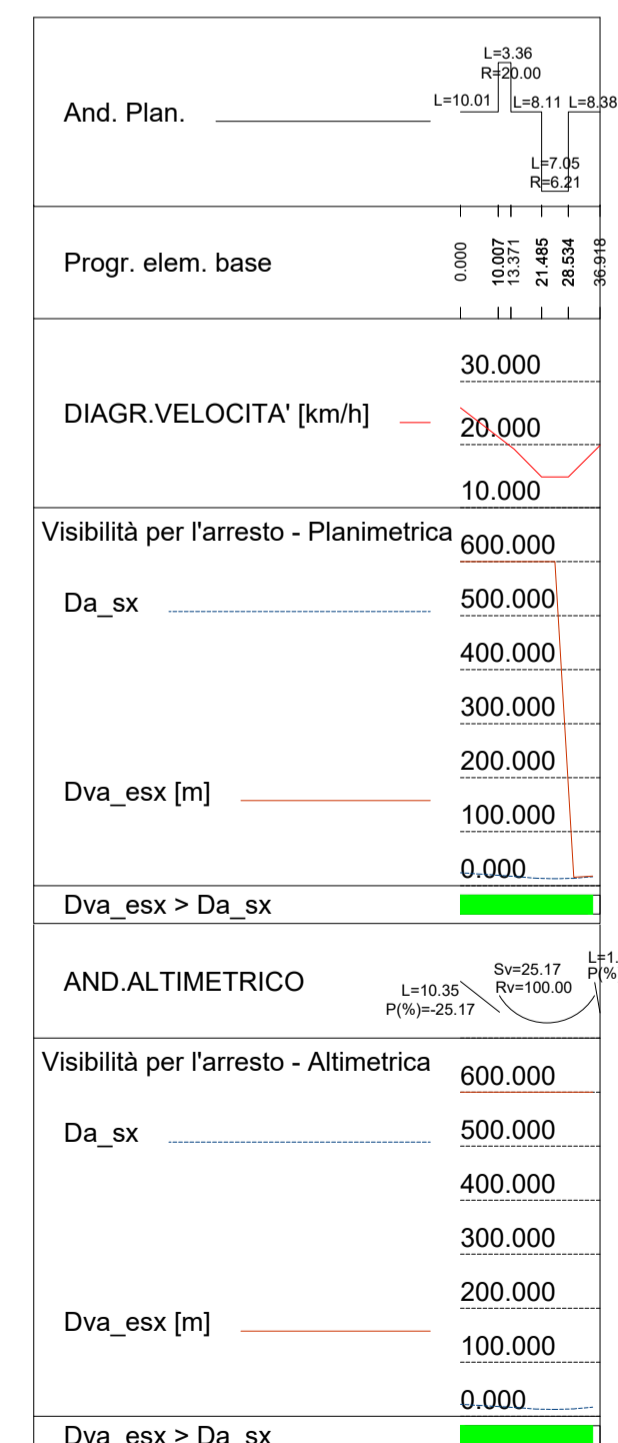 And. Plan.
L=10.01
L=3.36
R=20.00
L=8.11
L=7.05
R=6.21
L=8.38
Progr. elem. base
0.000
10.007
13.371
21.485
28.534
36.918
DIAGR.VELOCITA' [km/h]
30.000
20.000
10.000
Visibilità per l'arresto - Planimetrica
Da_sx
Dva_esx [m]
600.000
500.000
400.000
300.000
200.000
100.000
0.000
Dva_esx > Da_sx
AND.ALTIMETRICO
L=10.35
P(%)=-25.17
Sv=25.17
Rv=100.00
L=1.
P(%
Visibilità per l'arresto - Altimetrica
Da_sx
Dva_esx [m]
600.000
500.000
400.000
300.000
200.000
100.000
0.000
Dva_esx > Da_sx